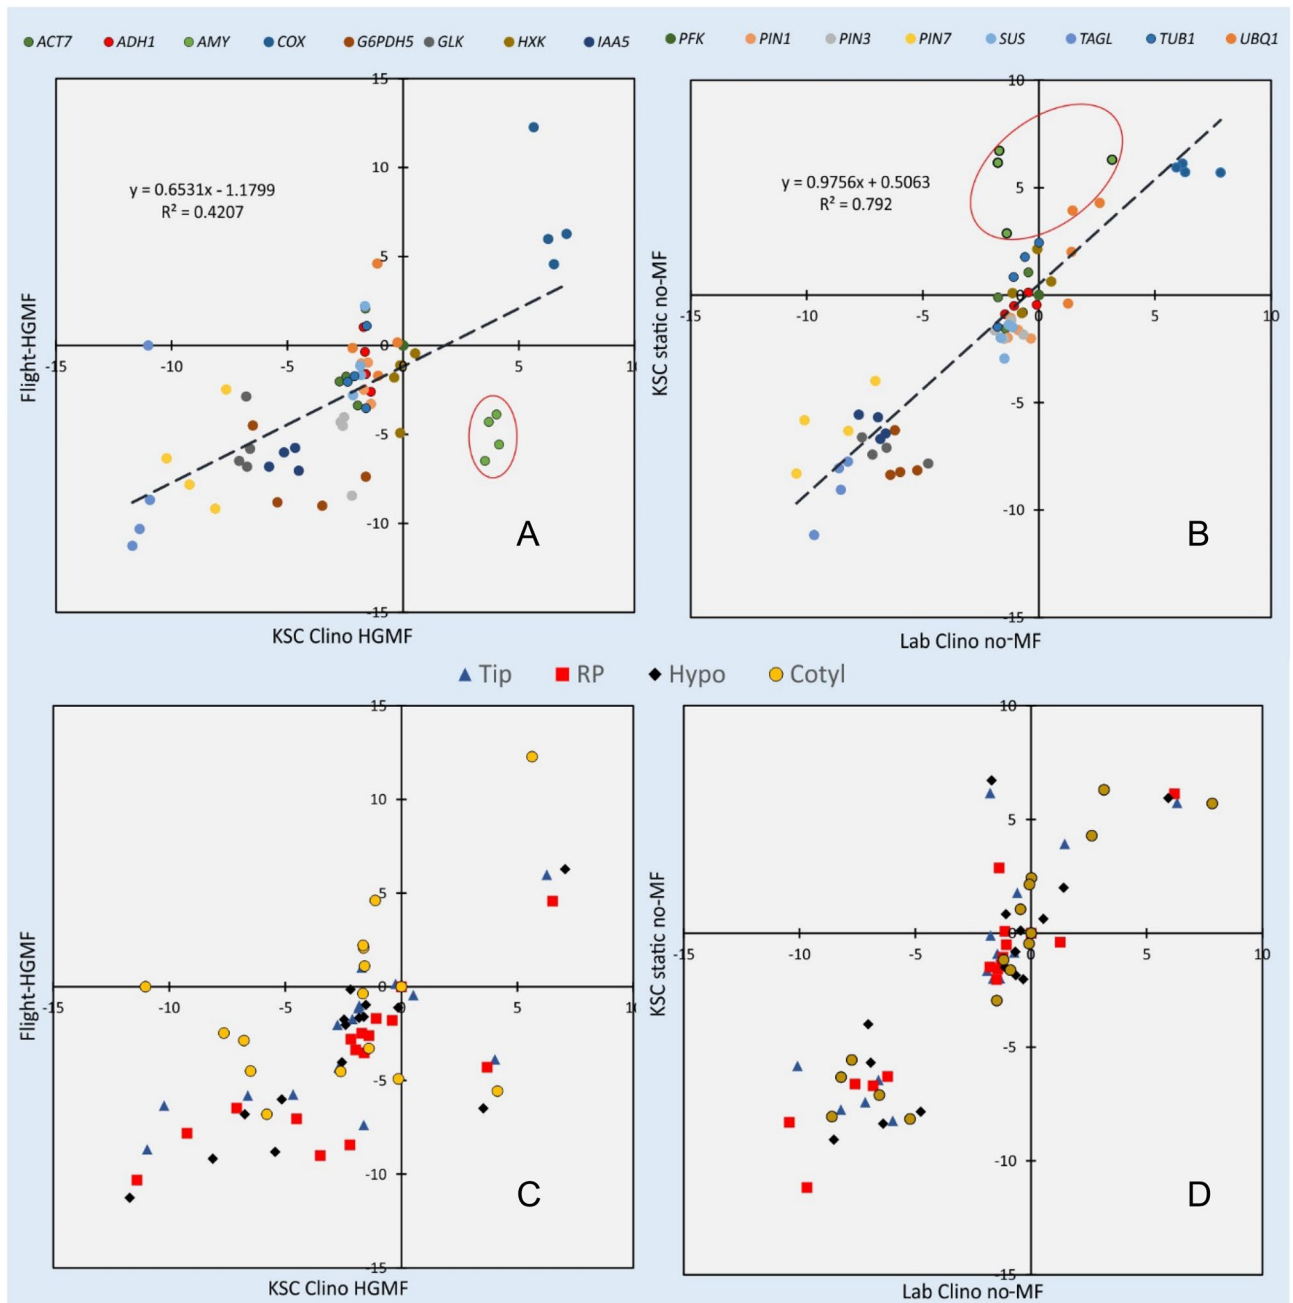 ACT7 ADH1 AMY COX G6PDH5 GLK HXK IAA5 PFK PIN1 PIN3 PIN7 SUS TAGL TUB1 UBQ1
15
10
5
0
-5
-10
-15
-15 -10 -5 0 5 10
y = 0.6531x - 1.1799
R² = 0.4207
Flight-HGMF
KSC Clino HGMF
A
10
5
0
-5
-10
-15
-15 -10 -5 0 5 10
y = 0.9756x + 0.5063
R² = 0.792
KSC static no-MF
Lab Clino no-MF
B
Tip RP Hypo Cotyl
15
10
5
0
-5
-10
-15
-15 -10 -5 0 5 10
Flight-HGMF
KSC Clino HGMF
C
10
5
0
-5
-10
-15
-15 -10 -5 0 5 10
KSC static no-MF
Lab Clino no-MF
D